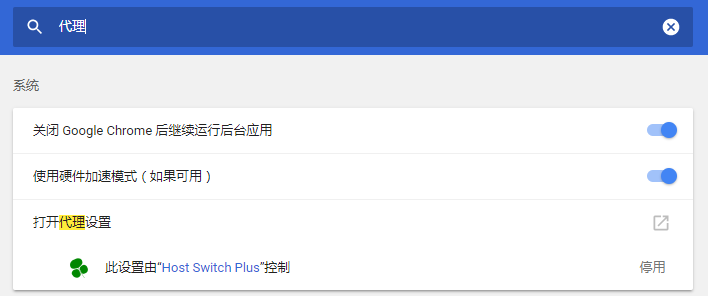 代理
系统
关闭 Google Chrome 后继续运行后台应用
使用硬件加速模式（如果可用）
打开代理设置
此设置由“Host Switch Plus”控制 停用